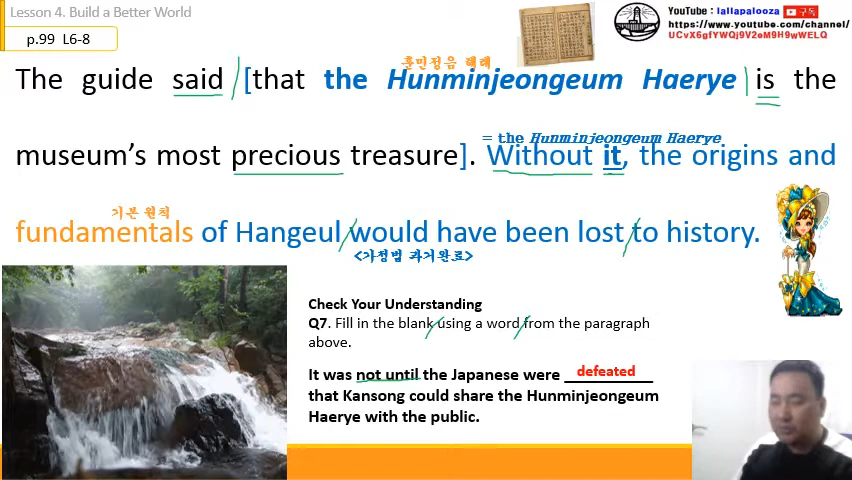 Lesson 4. Build a Better World
p.99 L6-8
YouTube : lallapalooza 구독
https://www.youtube.com/channel/
UCvX6gfYWQj9V2eM9H9wWELQ
훈민정음 해례
The guide said [that the Hunminjeongeum Haerye is the
= the Hunminjeongeum Haerye
museum's most precious treasure]. Without it, the origins and
기본 원칙
fundamentals of Hangeul would have been lost to history.
<가정법 과거완료>
Check Your Understanding
Q7. Fill in the blank using a word from the paragraph
above.
It was not until the Japanese were defeated
that Kansong could share the Hunminjeongeum
Haerye with the public.